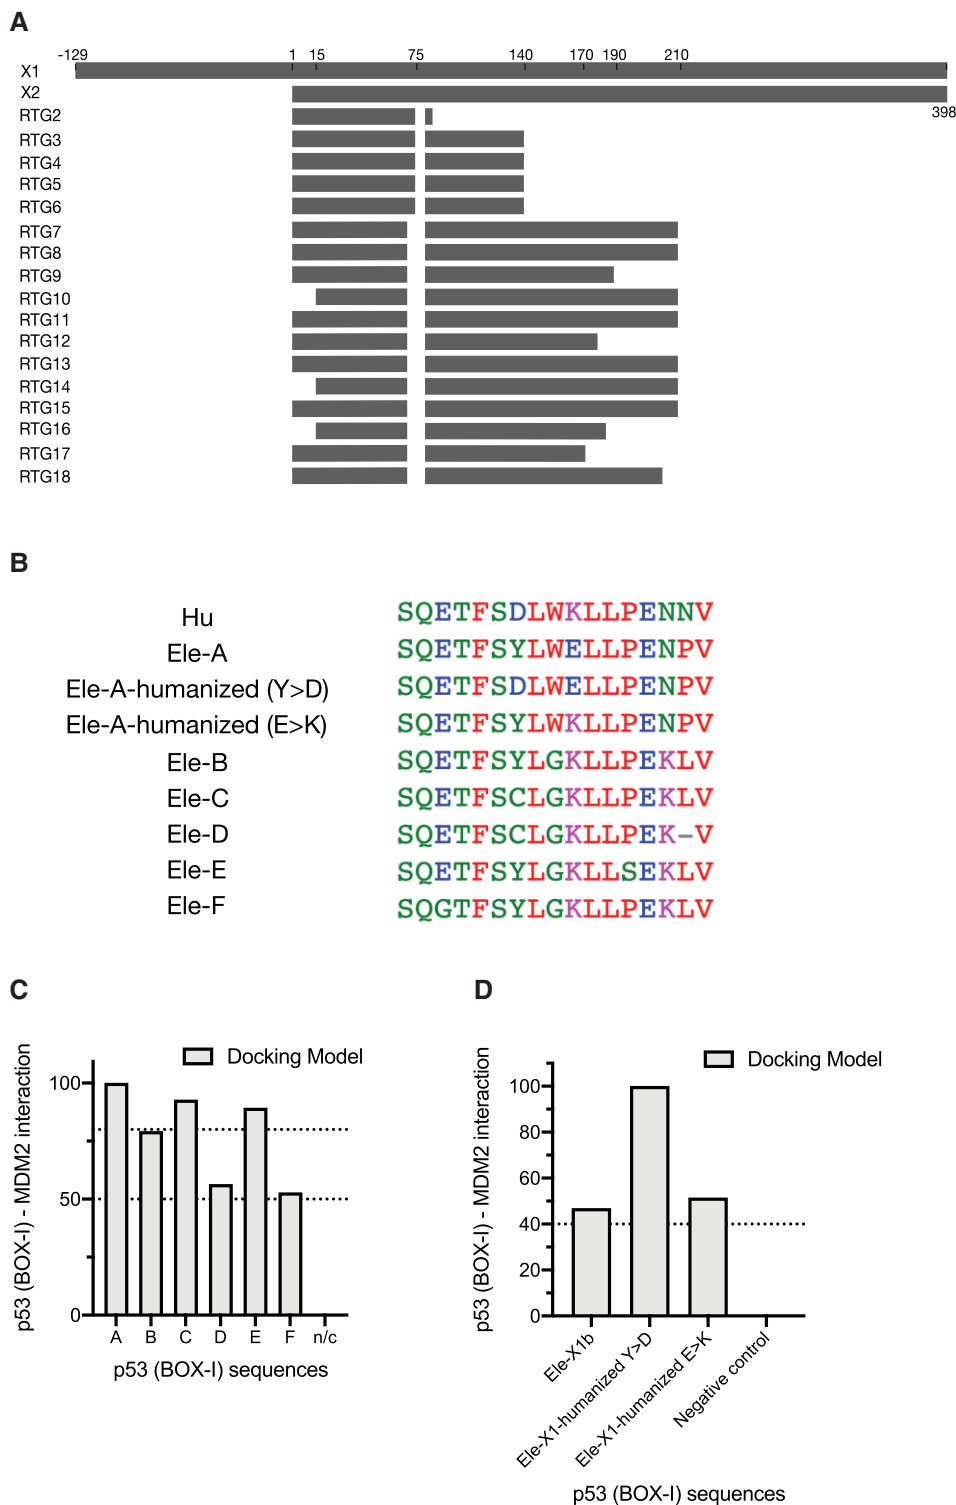 A
-129 1 15 75 140 170 190 210
X1
X2
398
RTG2
RTG3
RTG4
RTG5
RTG6
RTG7
RTG8
RTG9
RTG10
RTG11
RTG12
RTG13
RTG14
RTG15
RTG16
RTG17
RTG18
B
Hu SQETFSDLWKLLPENNV
Ele-A SQETFSYLWELLPENPV
Ele-A-humanized (Y>D) SQETFSDLWELLPENPV
Ele-A-humanized (E>K) SQETFSYLWKLLPENPV
Ele-B SQETFSYLGKLLPEKLV
Ele-C SQETFSCLGKLLPEKLV
Ele-D SQETFSCLGKLLPEK–V
Ele-E SQETFSYLGKLLSEKLV
Ele-F SQGTFSYLGKLLPEKLV
C
Docking Model
p53 (BOX-I) - MDM2 interaction
100
50
0
A B C D E F n/c
p53 (BOX-I) sequences
D
Docking Model
p53 (BOX-I) - MDM2 interaction
100
80
60
40
20
0
Ele-X1b
Ele-X1-humanized Y>D
Ele-X1-humanized E>K
Negative control
p53 (BOX-I) sequences